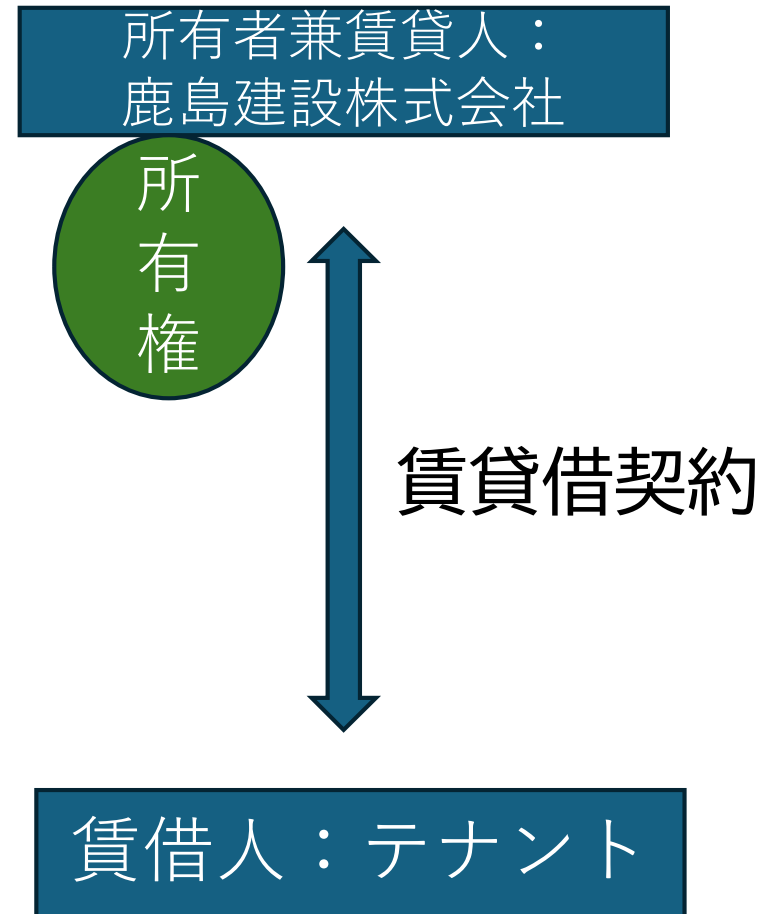 所有者兼賃貸人：
鹿島建設株式会社
所
有
権
賃貸借契約
賃借人：テナント